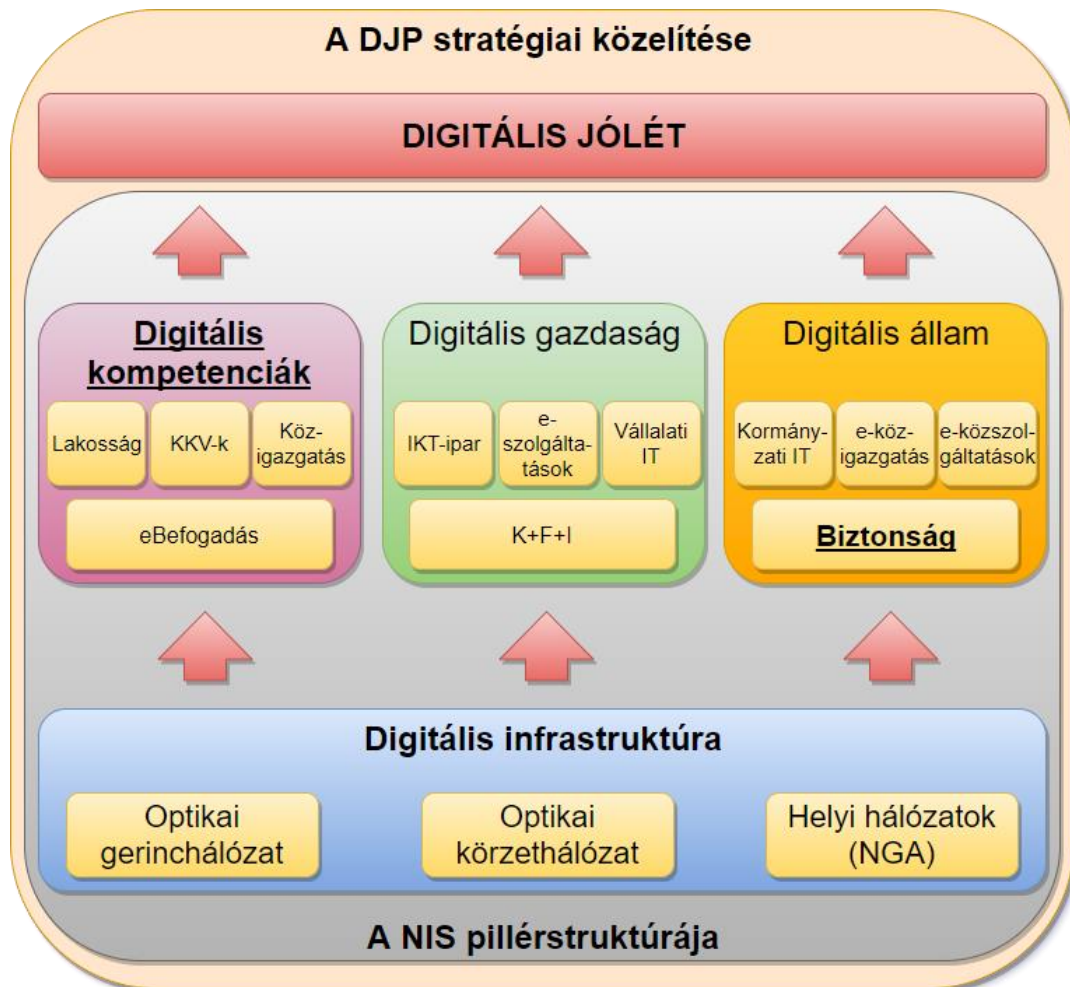 A DJP stratégiai közelítése
DIGITÁLIS JÓLÉT
Digitális
kompetenciák
Lakosság
KKV-k
Köz-
igazgatás
eBefogadás
Digitális gazdaság
IKT-ipar
e-
szolgálta-
tások
Vállalati
IT
K+F+I
Digitális állam
Kormány-
zati IT
e-köz-
igazgatás
e-közszol-
gáltatások
Biztonság
Digitális infrastruktúra
Optikai
gerinchálózat
Optikai
körzethálózat
Helyi hálózatok
(NGA)
A NIS pillérstruktúrája